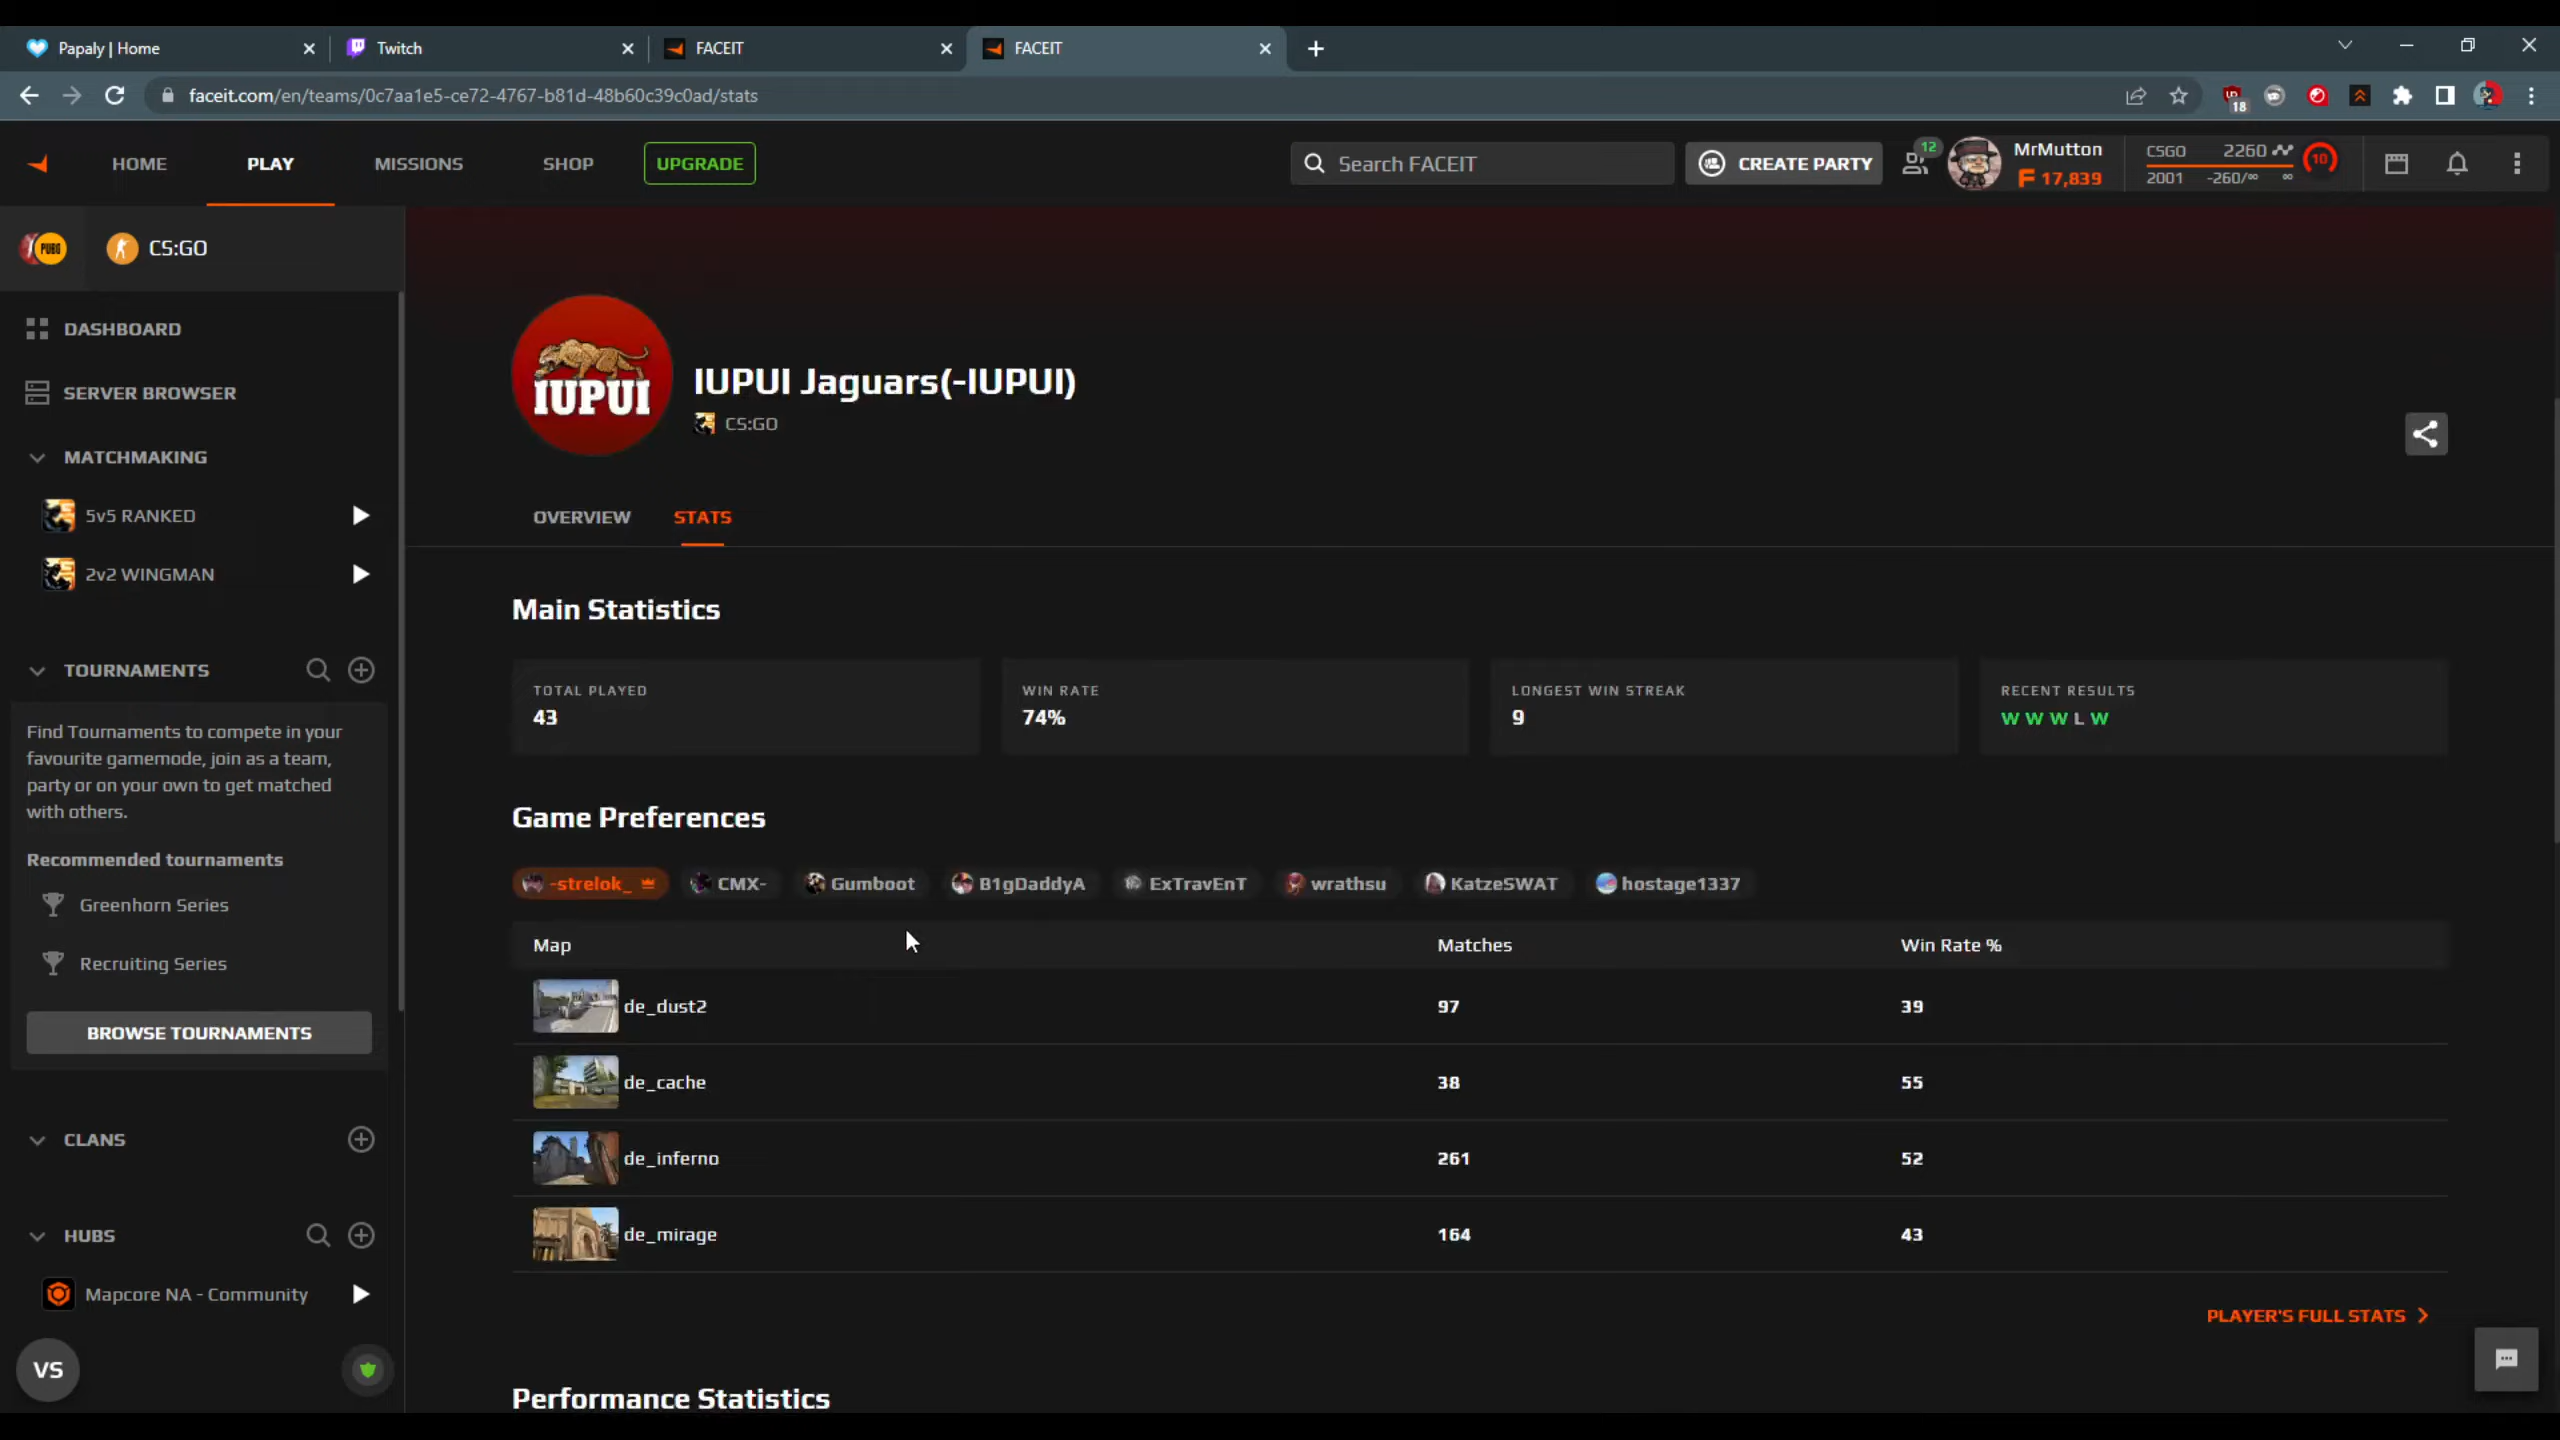 Papaly | Home
Twitch
FACEIT
FACEIT
faceit.com/en/teams/0c7aa1e5-ce72-4767-b81d-48b60c39c0ad/stats
18
HOME
PLAY
MISSIONS
SHOP
UPGRADE
Search FACEIT
CREATE PARTY
12
MrMutton
17,839
CSGO 2260
2001 -260/∞ ∞
10
PUBG
CS:GO
DASHBOARD
SERVER BROWSER
MATCHMAKING
5v5 RANKED
2v2 WINGMAN
TOURNAMENTS
Find Tournaments to compete in your
favourite gamemode, join as a team,
party or on your own to get matched
with others.
Recommended tournaments
Greenhorn Series
Recruiting Series
BROWSE TOURNAMENTS
CLANS
HUBS
Mapcore NA - Community
VS
IUPUI
IUPUI Jaguars(-IUPUI)
CS:GO
OVERVIEW
STATS
Main Statistics
TOTAL PLAYED
43
WIN RATE
74%
LONGEST WIN STREAK
9
RECENT RESULTS
W W W L W
Game Preferences
-strelok_
CMX-
Gumboot
B1gDaddyA
ExTravEnT
wrathsu
KatzeSWAT
hostage1337
Map Matches Win Rate %
de_dust2 97 39
de_cache 38 55
de_inferno 261 52
de_mirage 164 43
PLAYER'S FULL STATS
Performance Statistics